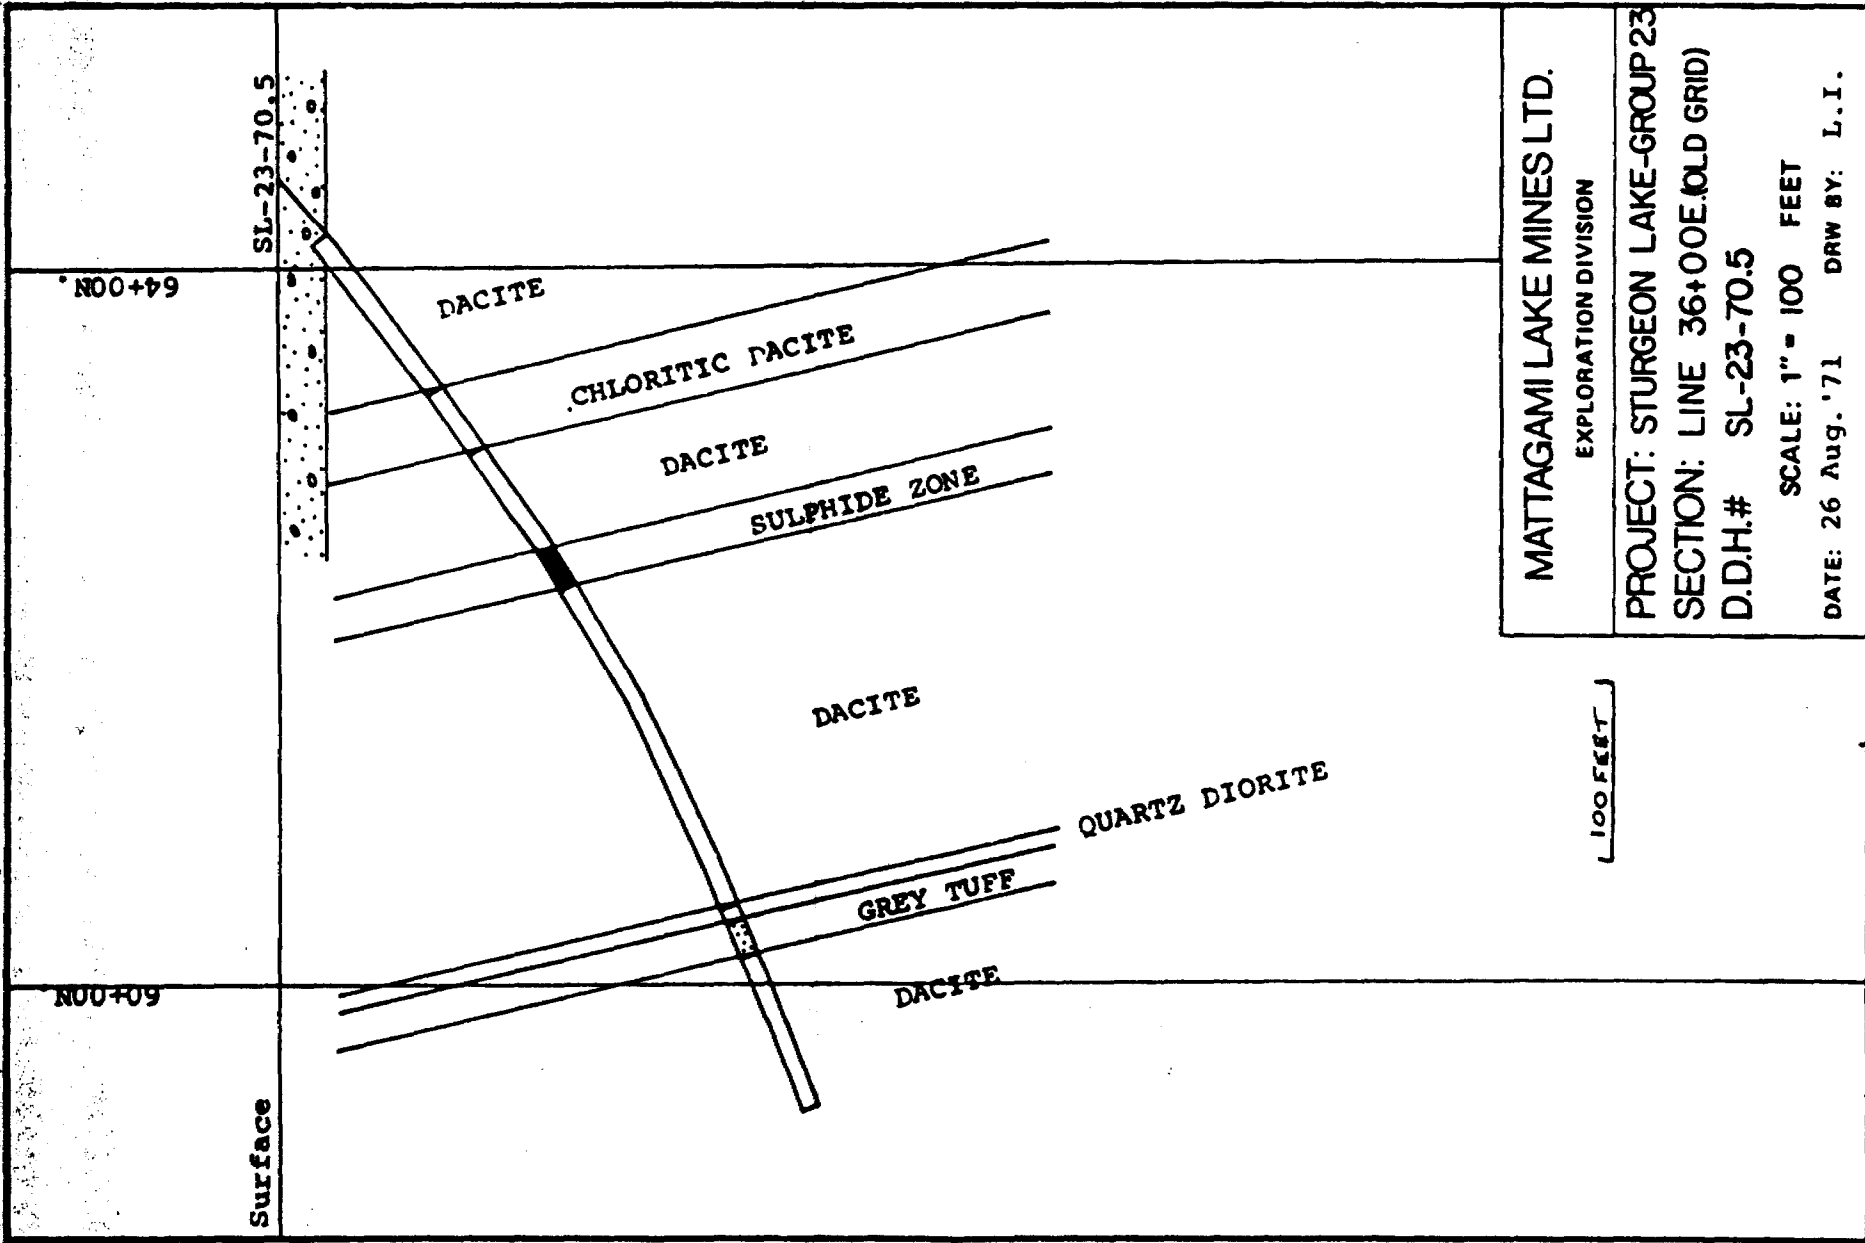 SL-23-70.5
64+00N
DACITE
CHLORITIC DACITE
DACITE
SULPHIDE ZONE
DACITE
QUARTZ DIORITE
GREY TUFF
DACITE
60+00N
Surface
MATTAGAMI LAKE MINES LTD.
EXPLORATION DIVISION
PROJECT: STURGEON LAKE-GROUP 23
SECTION: LINE 36+00E.(OLD GRID)
D.D.H.# SL-23-70.5
SCALE: 1"= 100 FEET
DATE: 26 Aug. '71 DRW BY: L.I.
100 FEET